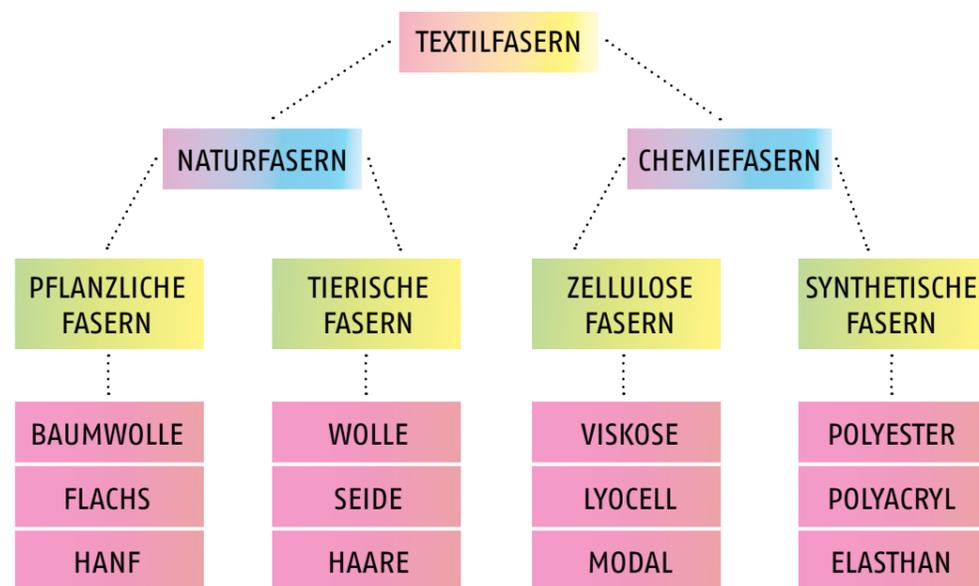 TEXTILFASERN
NATURFASERN
CHEMIEFASERN
PFLANZLICHE
FASERN
TIERISCHE
FASERN
ZELLULOSE
FASERN
SYNTHETISCHE
FASERN
BAUMWOLLE
WOLLE
VISKOSE
POLYESTER
FLACHS
SEIDE
LYOCELL
POLYACRYL
HANF
HAARE
MODAL
ELASTHAN